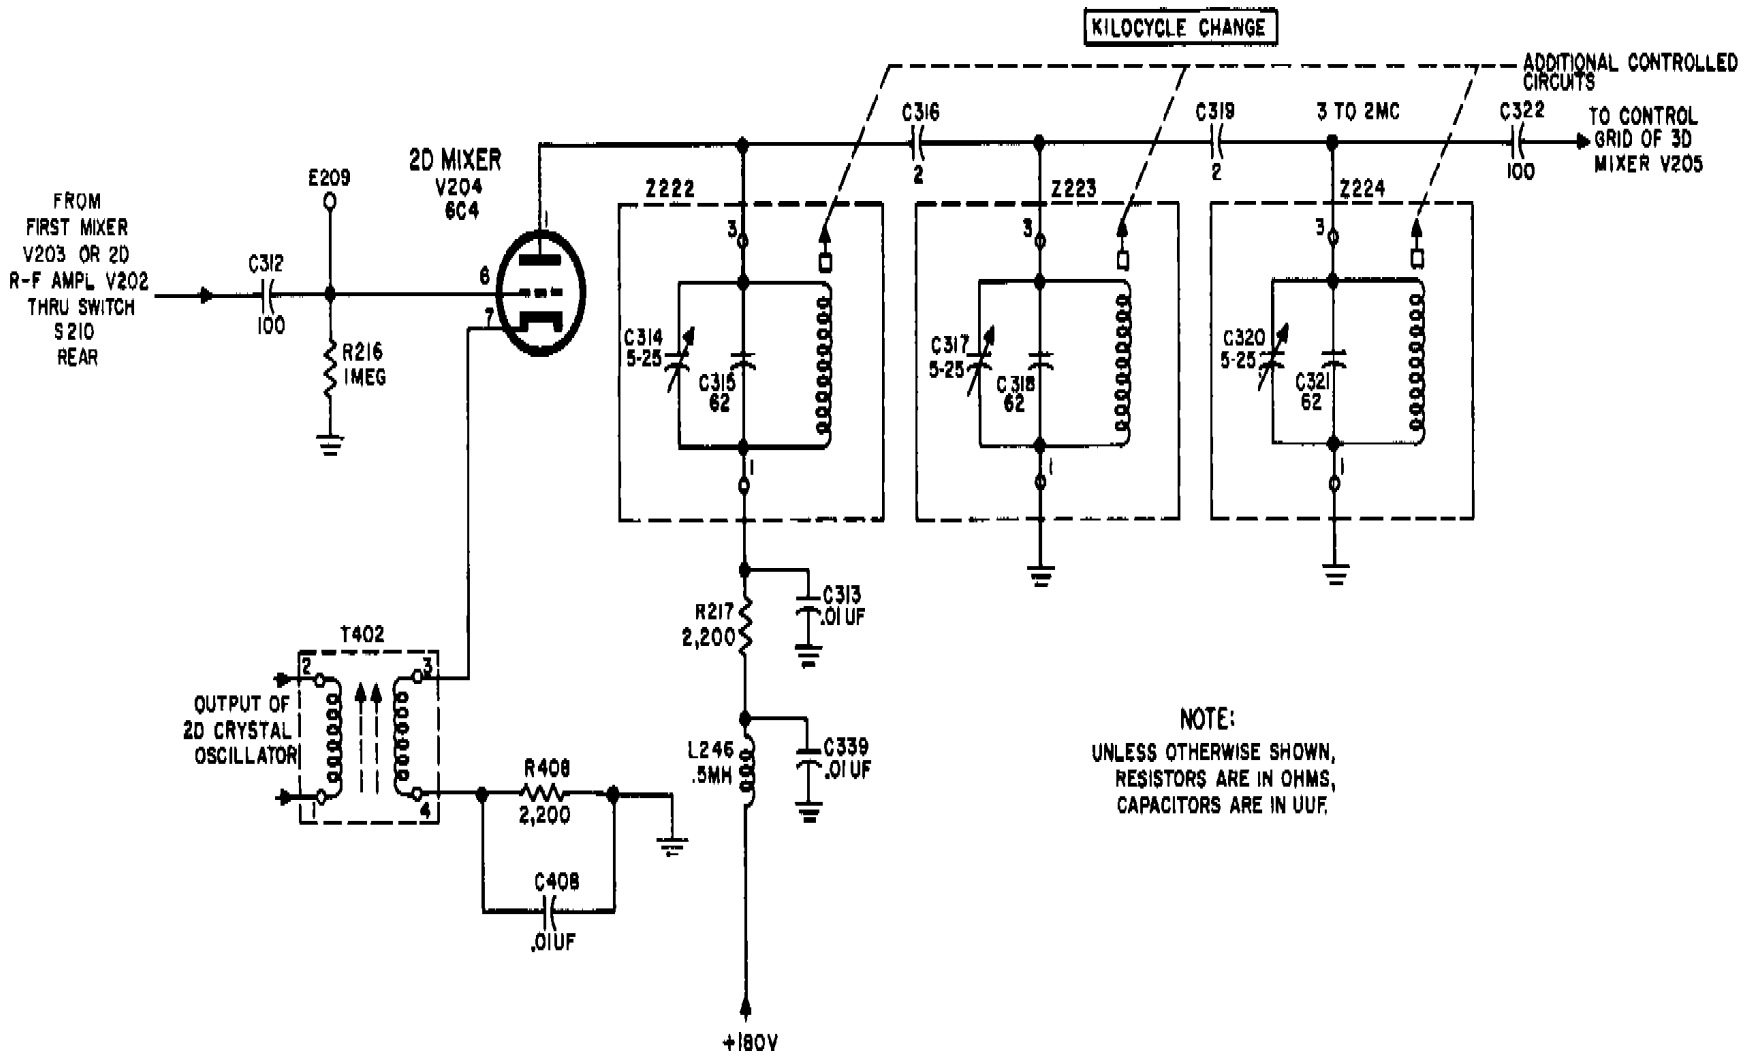 KILOCYCLE CHANGE
ADDITIONAL CONTROLLED
CIRCUITS
C316
2
C319
2
3 TO 2MC
C322
100
TO CONTROL
GRID OF 3D
MIXER V205
2D MIXER
V204
6C4
E209
FROM
FIRST MIXER
V203 OR 2D
R-F AMPL V202
THRU SWITCH
S210
REAR
C312
100
R216
1MEG
1
6
7
Z222
3
C314
5-25
C315
62
1
Z223
3
C317
5-25
C318
62
1
Z224
3
C320
5-25
C321
62
1
R217
2,200
C313
.01UF
L246
.5MH
C339
.01UF
+180V
T402
2
3
1
4
OUTPUT OF
2D CRYSTAL
OSCILLATOR
R408
2,200
C408
.01UF
NOTE:
UNLESS OTHERWISE SHOWN,
RESISTORS ARE IN OHMS,
CAPACITORS ARE IN UUF.